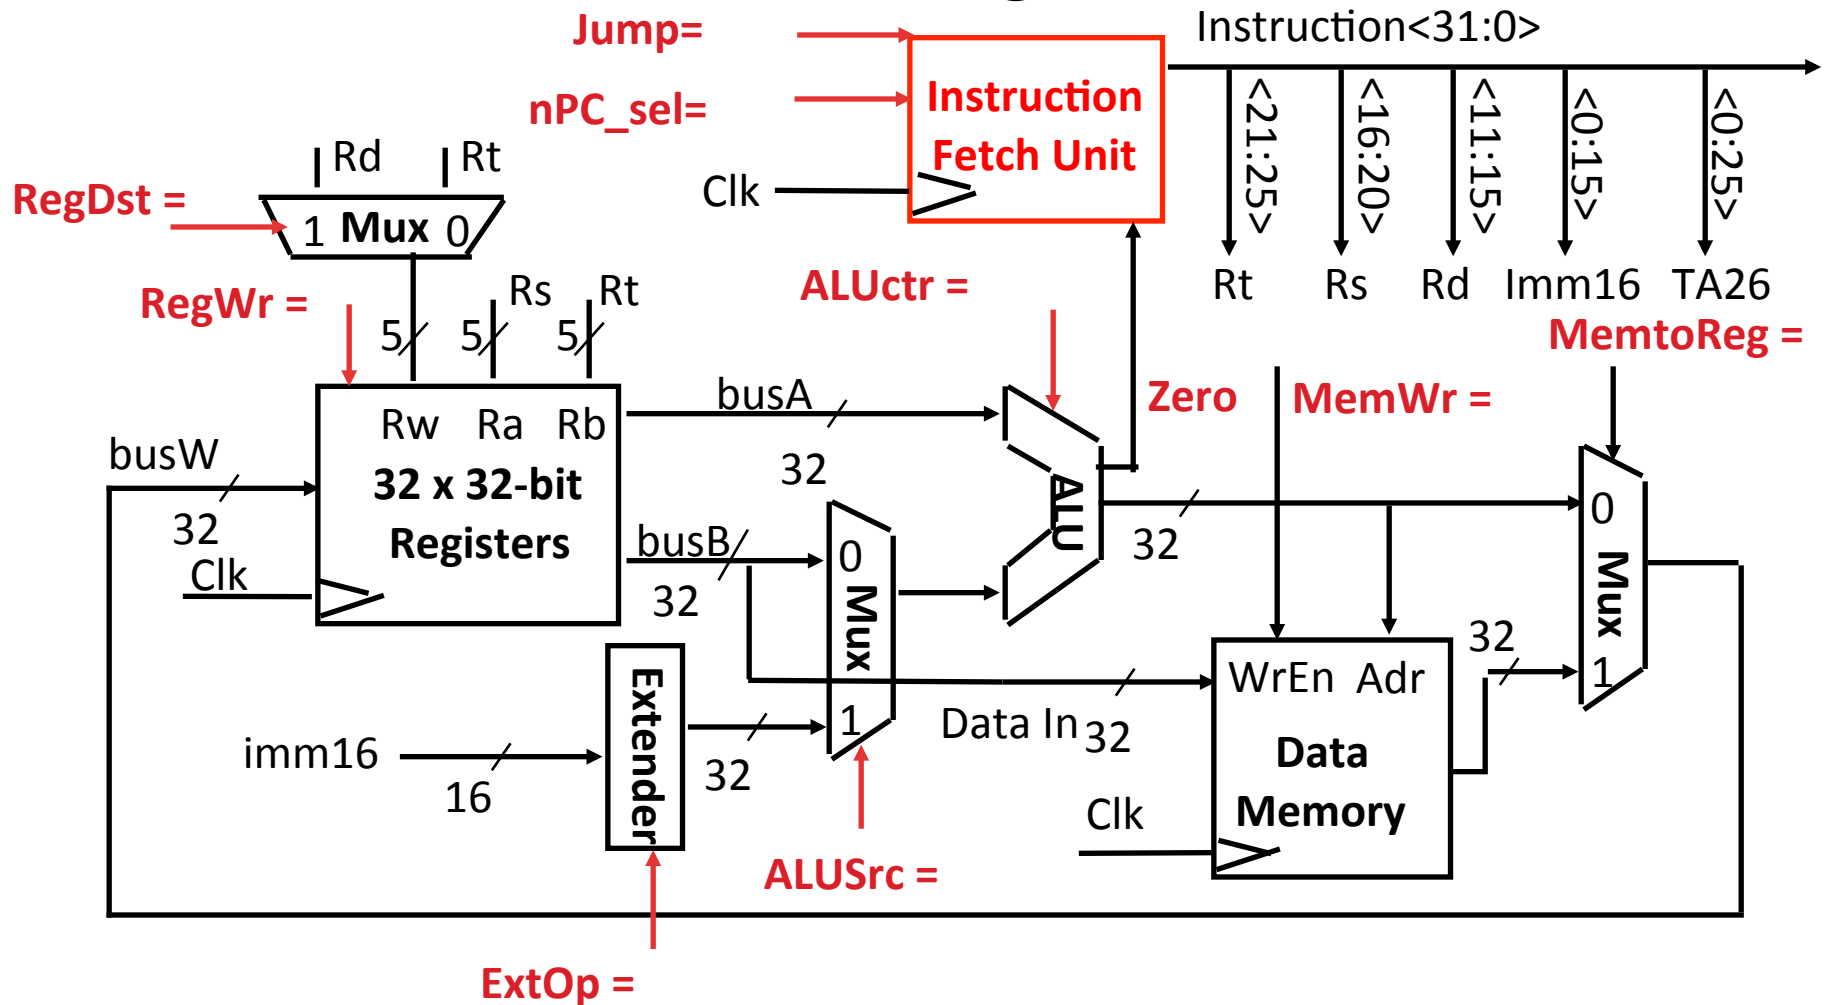 Jump=
Instruction<31:0>
nPC_sel=
Instruction
Fetch Unit
<21:25>
<16:20>
<11:15>
<0:15>
<0:25>
Rd
Rt
Clk
RegDst =
1 Mux 0
Rt
Rs
Rd
Imm16
TA26
RegWr =
Rs
Rt
ALUctr =
MemtoReg =
5
5
5
busA
Zero
MemWr =
Rw
Ra
Rb
busW
32
32 x 32-bit
Registers
32
ALU
0
32
busB
0
32
Clk
32
Mux
Mux
32
WrEn
Adr
1
Extender
1
Data In
32
imm16
32
Data
Memory
16
Clk
ALUSrc =
ExtOp =